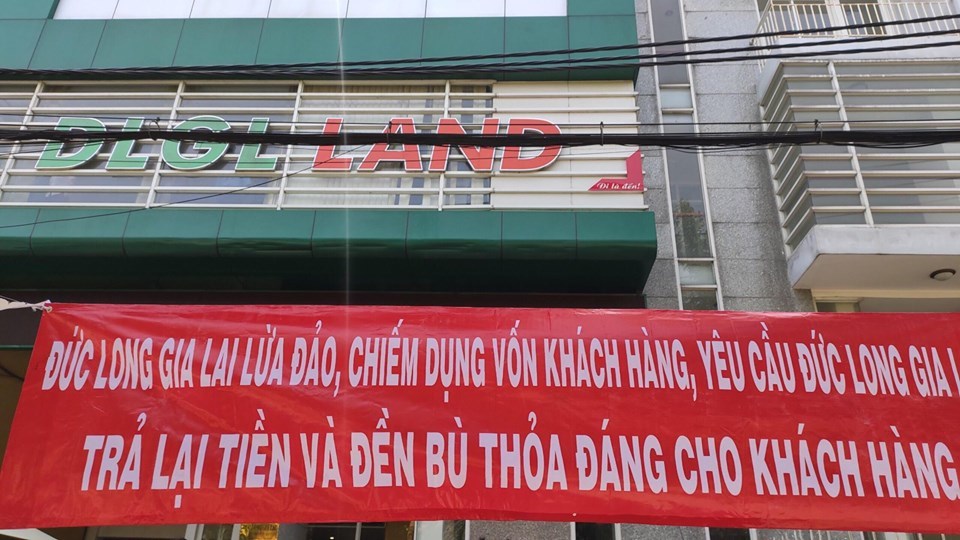 DLGL LAND
Đi là đến!
ĐỨC LONG GIA LAI LỪA ĐẢO, CHIẾM DỤNG VỐN KHÁCH HÀNG, YÊU CẦU ĐỨC LONG GIA
TRẢ LẠI TIỀN VÀ ĐỀN BÙ THỎA ĐÁNG CHO KHÁCH HÀNG